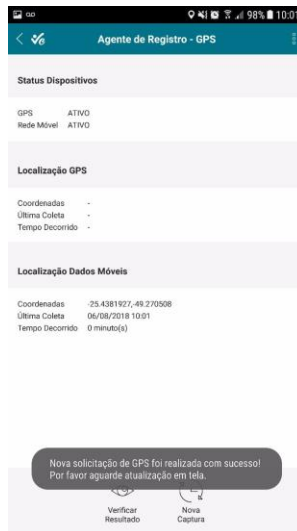 98% 10:01
Agente de Registro - GPS
Status Dispositivos
GPS ATIVO
Rede Móvel ATIVO
Localização GPS
Coordenadas -
Última Coleta -
Tempo Decorrido -
Localização Dados Móveis
Coordenadas -25.4381927,-49.270508
Última Coleta 06/08/2018 10:01
Tempo Decorrido 0 minuto(s)
Nova solicitação de GPS foi realizada com sucesso!
Por favor aguarde atualização em tela.
Verificar Resultado
Nova Captura